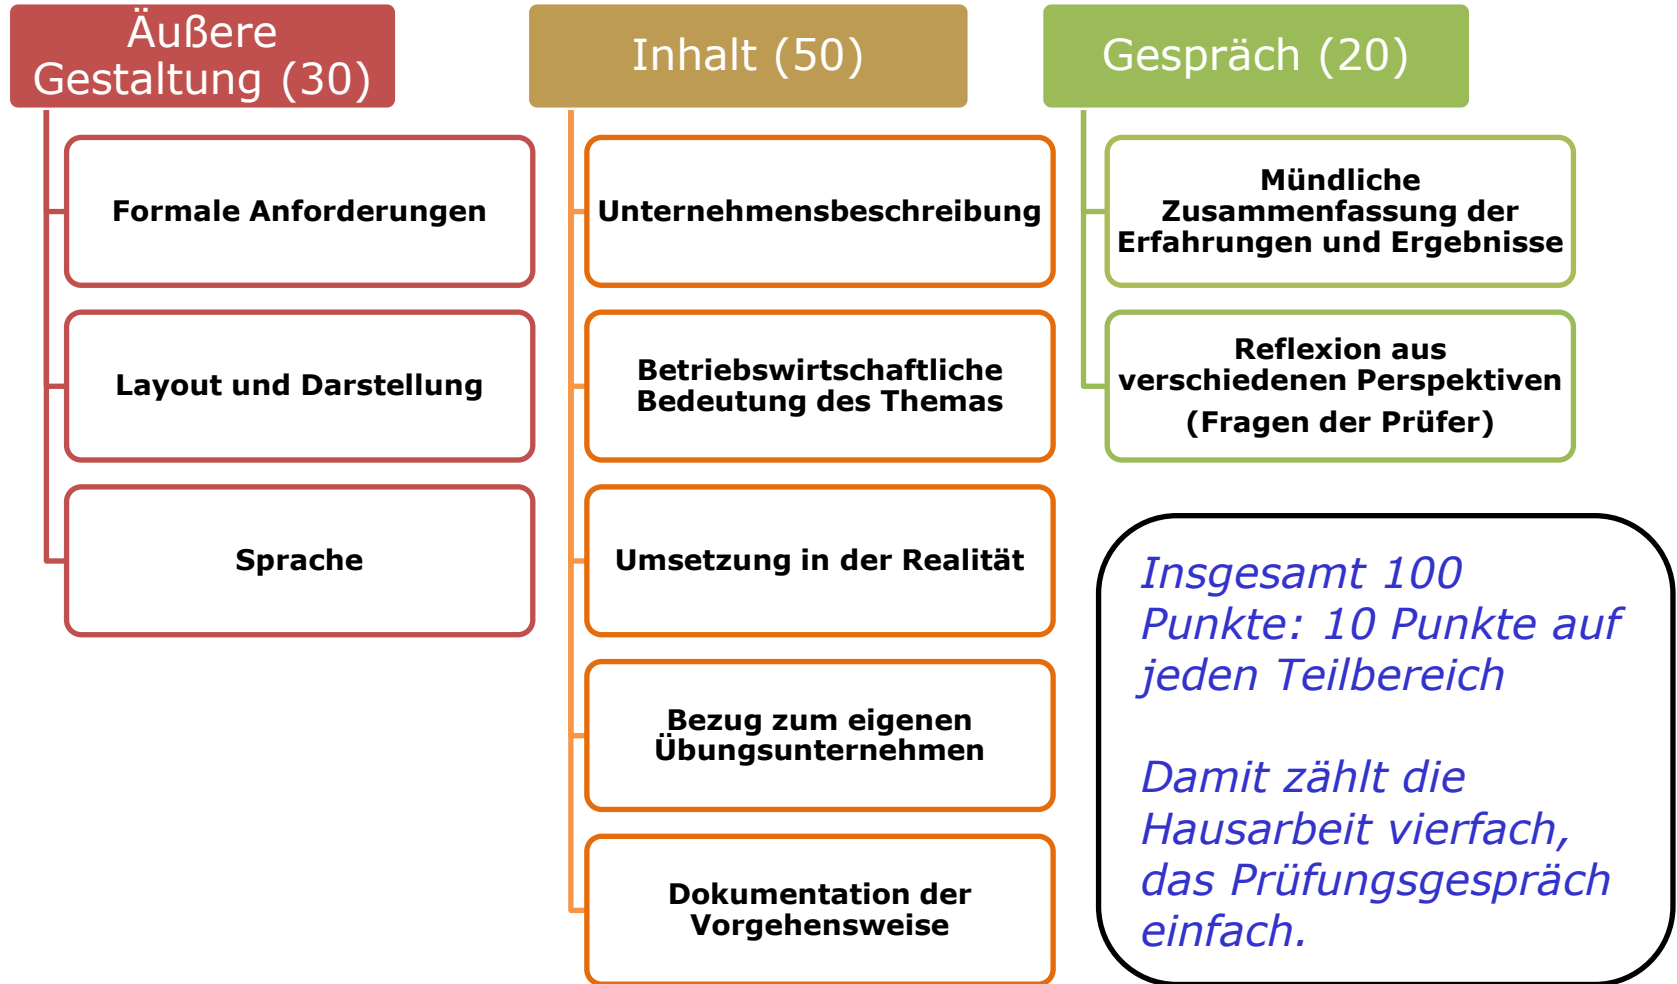 Äußere
Gestaltung (30)
Formale Anforderungen
Layout und Darstellung
Sprache
Inhalt (50)
Unternehmensbeschreibung
Betriebswirtschaftliche
Bedeutung des Themas
Umsetzung in der Realität
Bezug zum eigenen
Übungsunternehmen
Dokumentation der
Vorgehensweise
Gespräch (20)
Mündliche
Zusammenfassung der
Erfahrungen und Ergebnisse
Reflexion aus
verschiedenen Perspektiven
(Fragen der Prüfer)
Insgesamt 100
Punkte: 10 Punkte auf
jeden Teilbereich
Damit zählt die
Hausarbeit vierfach,
das Prüfungsgespräch
einfach.